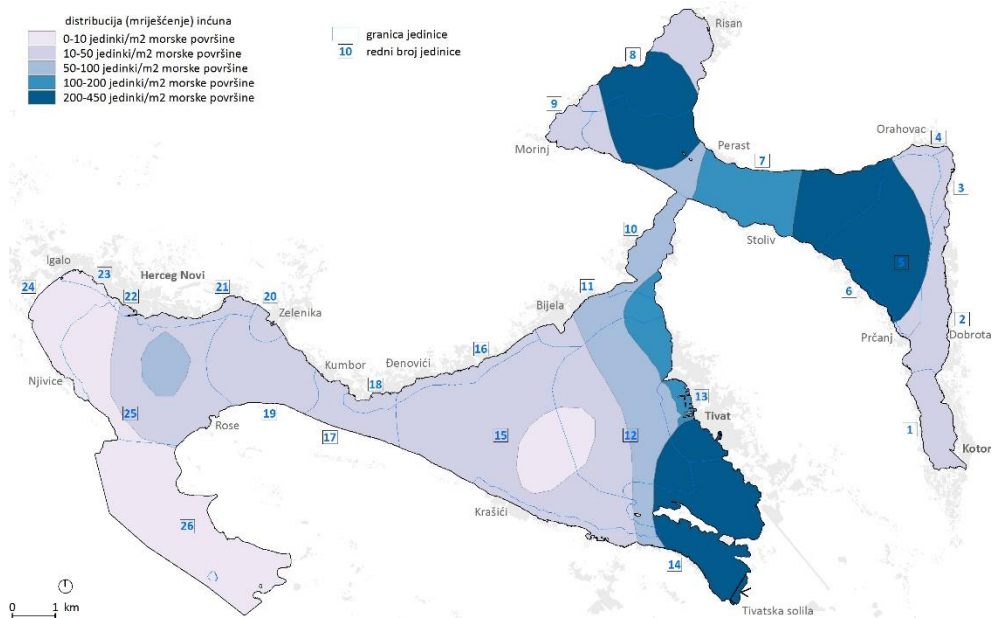 distribucija (mriješćenje) inćuna
0-10 jedinki/m2 morske površine
10-50 jedinki/m2 morske površine
50-100 jedinki/m2 morske površine
100-200 jedinki/m2 morske površine
200-450 jedinki/m2 morske površine
granica jedinice
10 redni broj jedinice
Risan
8
9
Morinj
Perast
7
Orahovac
4
3
10
Stoliv
5
6
Igalo
23
Herceg Novi
24
22
21
20
Zelenika
11
Bijela
2
Prčanj
Dobrota
16
Đenovići
Kumbor
18
Njivice
13
Tivat
25
Rose
19
17
15
12
1
Kotor
Krašići
26
14
0 1 km
Tivatska solila